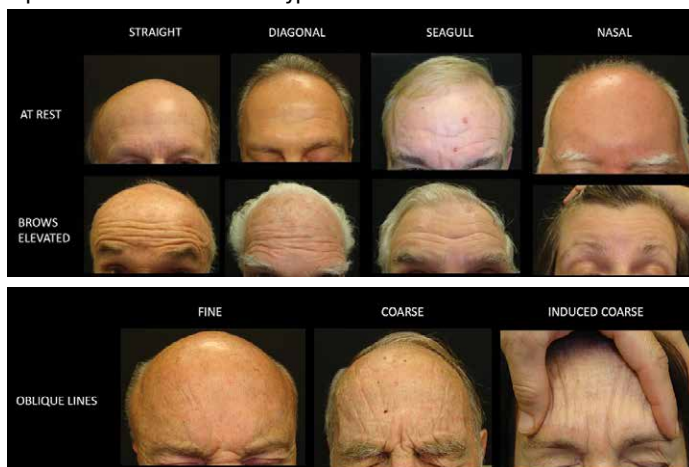 STRAIGHT DIAGONAL SEAGULL NASAL
AT REST
BROWS
ELEVATED
FINE COARSE INDUCED COARSE
OBLIQUE LINES